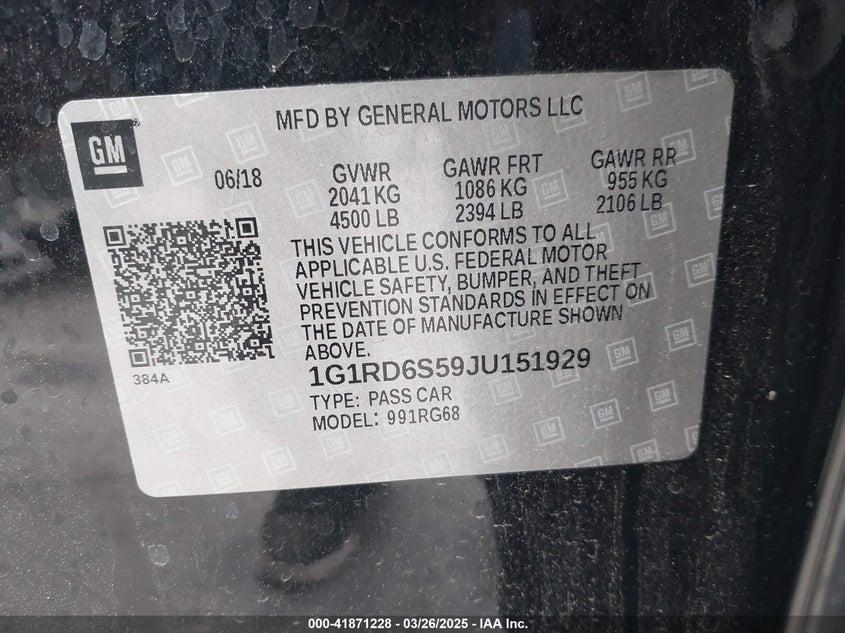 MFD BY GENERAL MOTORS LLC
GM
06/18
GVWR
2041 KG
4500 LB
GAWR FRT
1086 KG
2394 LB
GAWR RR
955 KG
2106 LB
THIS VEHICLE CONFORMS TO ALL
APPLICABLE U.S. FEDERAL MOTOR
VEHICLE SAFETY, BUMPER, AND THEFT
PREVENTION STANDARDS IN EFFECT ON
THE DATE OF MANUFACTURE SHOWN
ABOVE.
384A
1G1RD6S59JU151929
TYPE: PASS CAR
MODEL: 991RG68
000-41871228 - 03/26/2025 - IAA Inc.